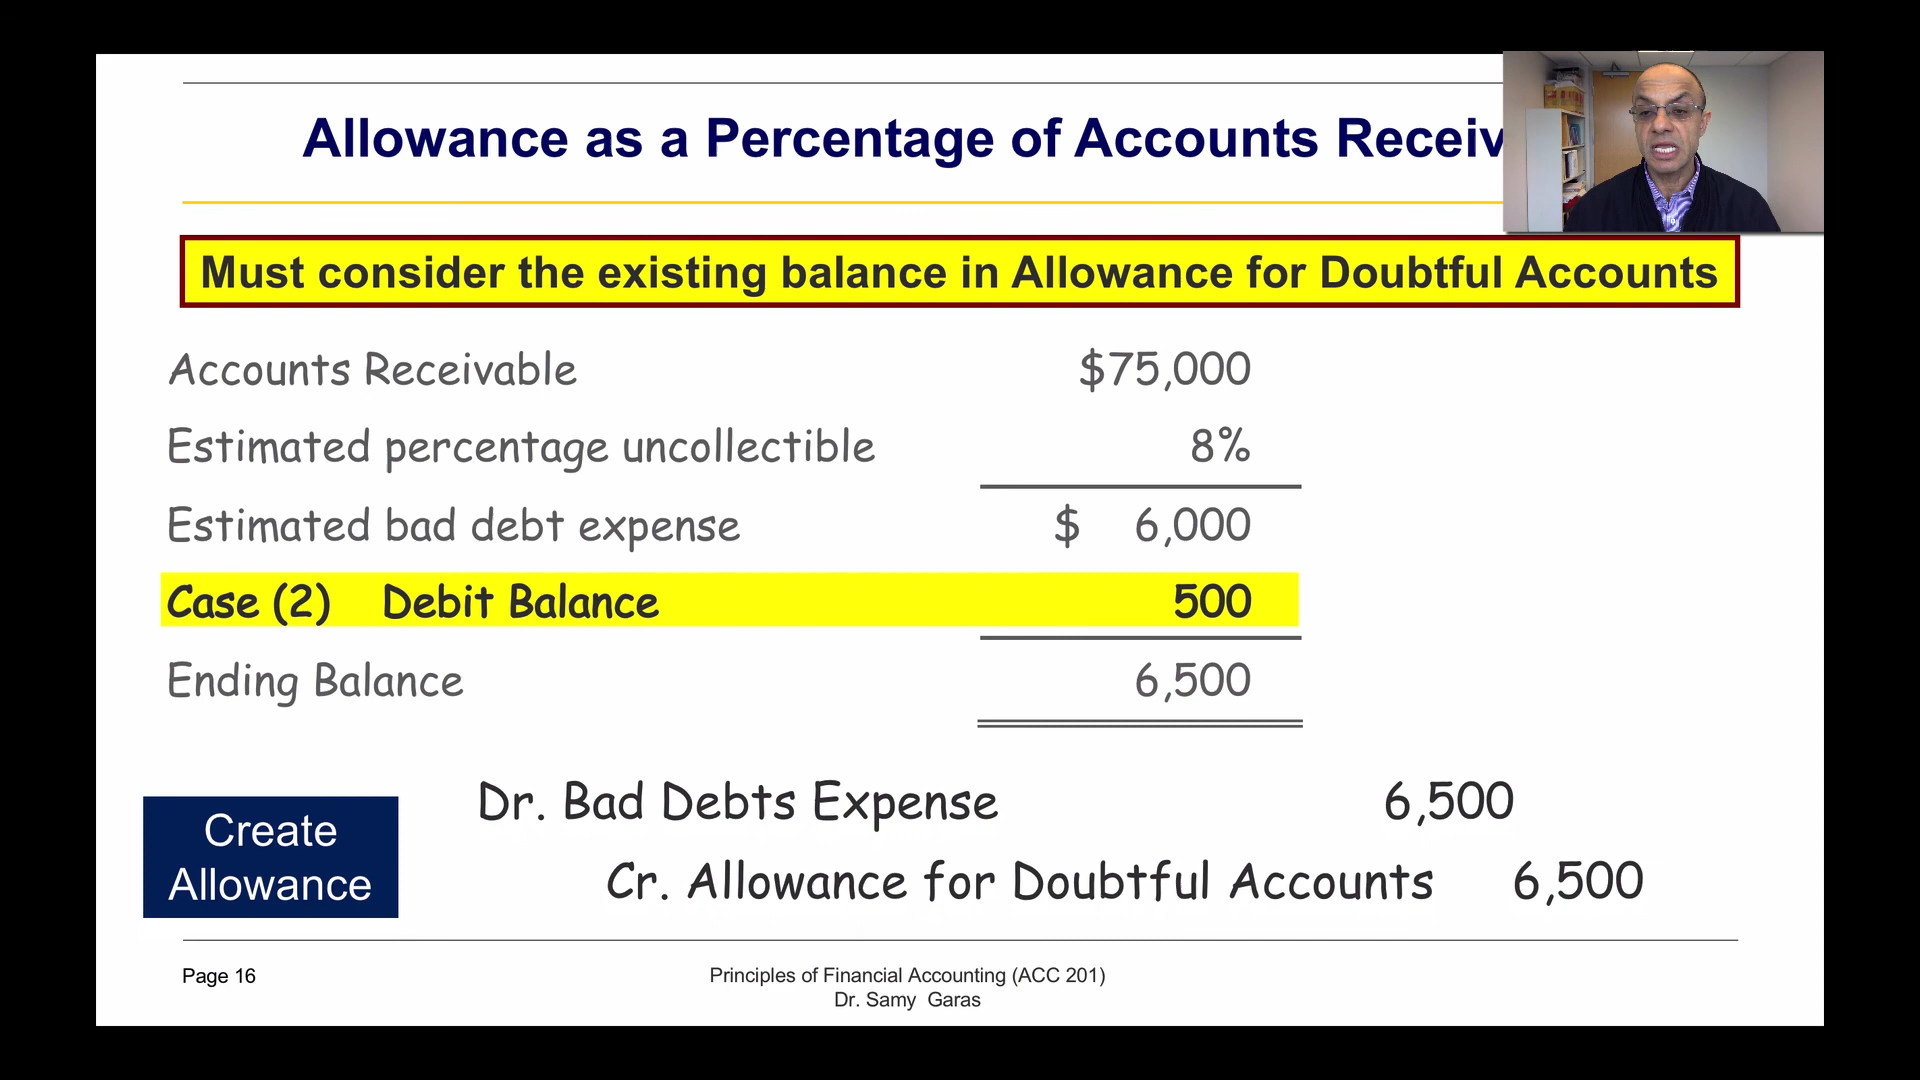 Allowance as a Percentage of Accounts Receiv
Must consider the existing balance in Allowance for Doubtful Accounts
Accounts Receivable $75,000
Estimated percentage uncollectible 8%
Estimated bad debt expense $ 6,000
Case (2) Debit Balance 500
Ending Balance 6,500
Create
Allowance
Dr. Bad Debts Expense 6,500
Cr. Allowance for Doubtful Accounts 6,500
Page 16
Principles of Financial Accounting (ACC 201)
Dr. Samy Garas